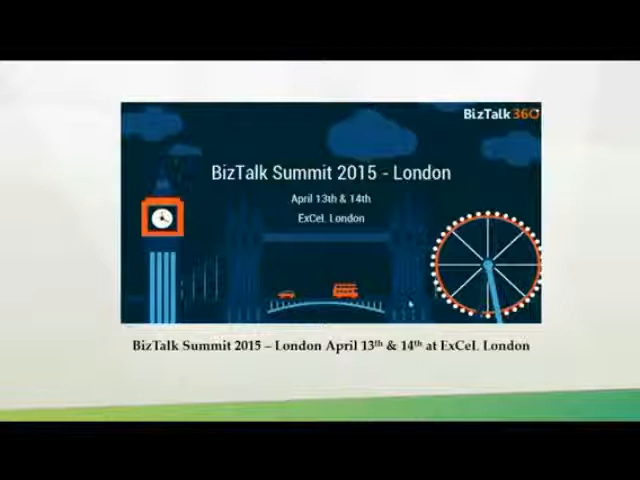 BizTalk360
BizTalk Summit 2015 - London
April 13th & 14th
ExCeL London
BizTalk Summit 2015 – London April 13th & 14th at ExCeL London